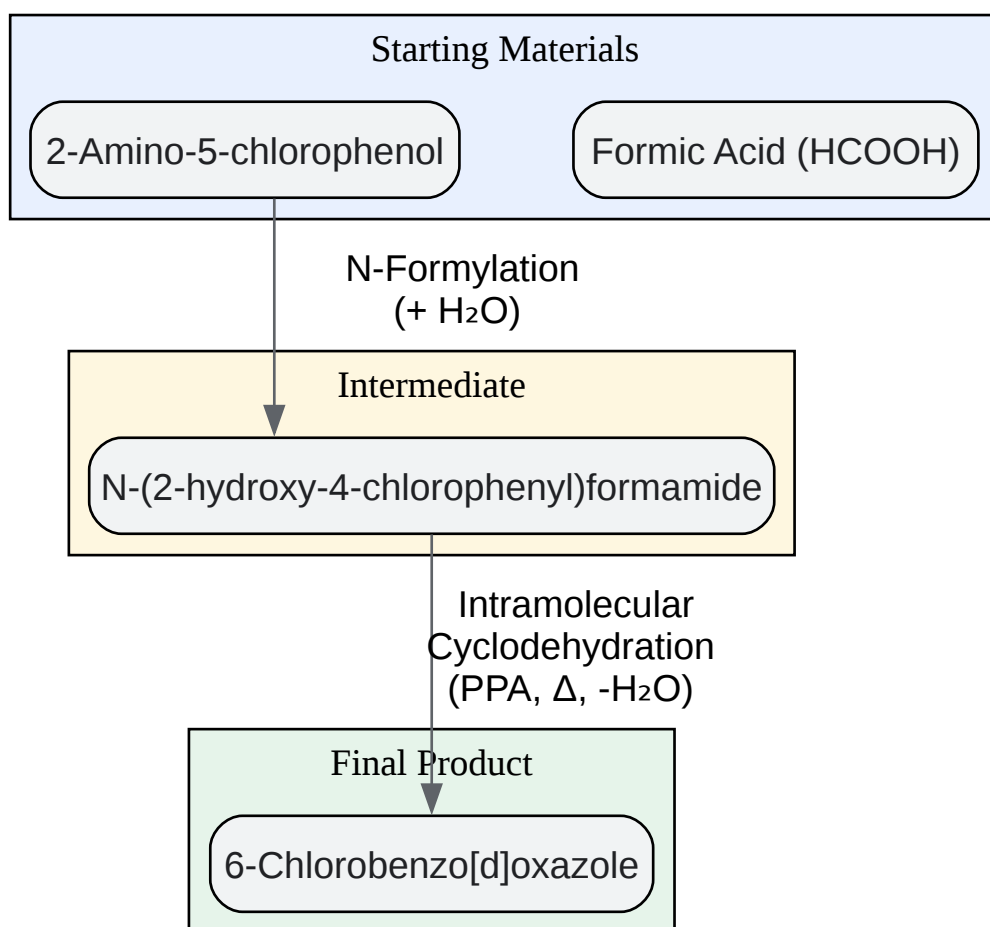 Starting Materials
2-Amino-5-chlorophenol
Formic Acid (HCOOH)
N-Formylation
(+ H₂O)
Intermediate
N-(2-hydroxy-4-chlorophenyl)formamide
Intramolecular
Cyclodehydration
(PPA, Δ, -H₂O)
Final Product
6-Chlorobenzo[d]oxazole